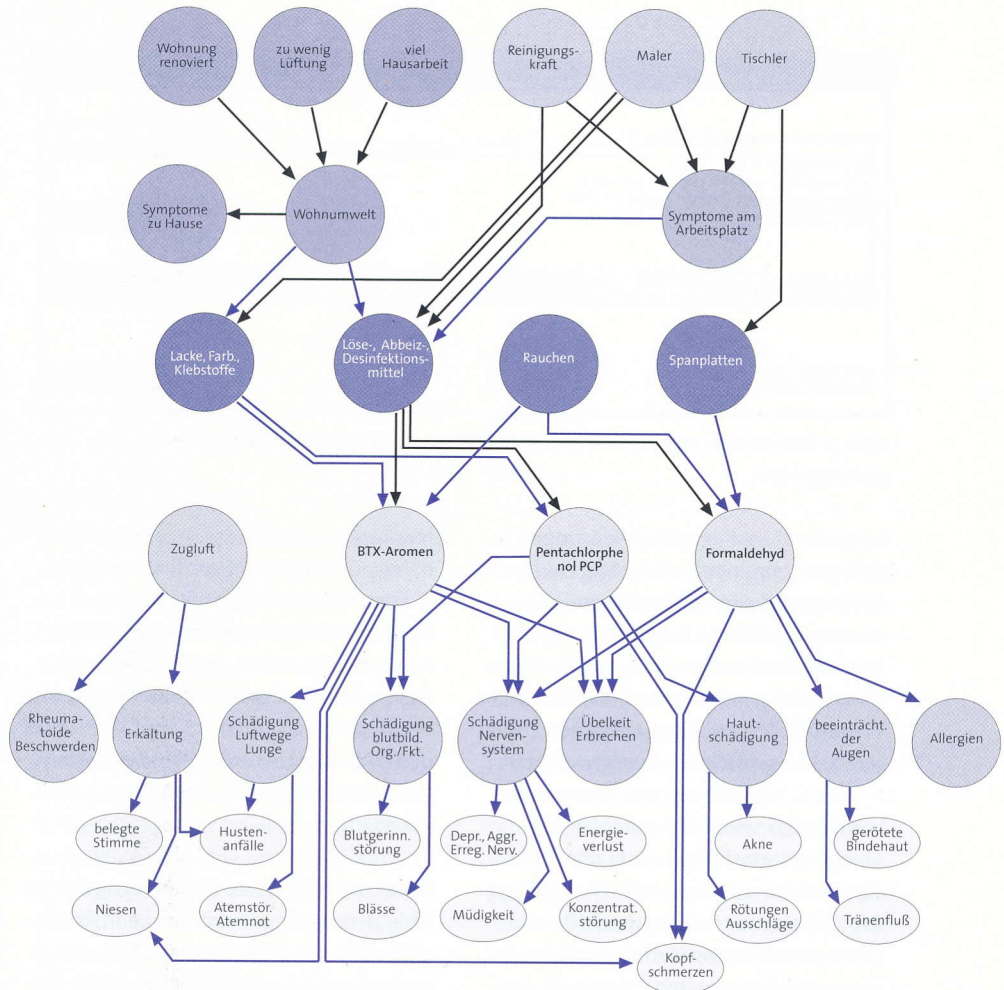 Wohnung
renoviert
zu wenig
Lüftung
viel
Hausarbeit
Reinigungs-
kraft
Maler
Tischler
Symptome
zu Hause
Wohnumwelt
Symptome am
Arbeitsplatz
Lacke, Farb.,
Klebstoffe
Löse-, Abbeiz-,
Desinfektions-
mittel
Rauchen
Spanplatten
Zugluft
BTX-Aromen
Pentachlorphe
nol PCP
Formaldehyd
Rheuma-
toide
Beschwerden
Erkältung
Schädigung
Luftwege
Lunge
Schädigung
blutbild.
Org./Fkt.
Schädigung
Nerven-
system
Übelkeit
Erbrechen
Haut-
schädigung
beeinträcht.
der
Augen
Allergien
belegte
Stimme
Husten-
anfälle
Blutgerinn.
störung
Depr., Aggr.
Erreg. Nerv.
Energie-
verlust
Akne
gerötete
Bindehaut
Niesen
Atemstör.
Atemnot
Blässe
Müdigkeit
Konzentrat.
störung
Rötungen
Ausschläge
Tränenfluß
Kopf-
schmerzen